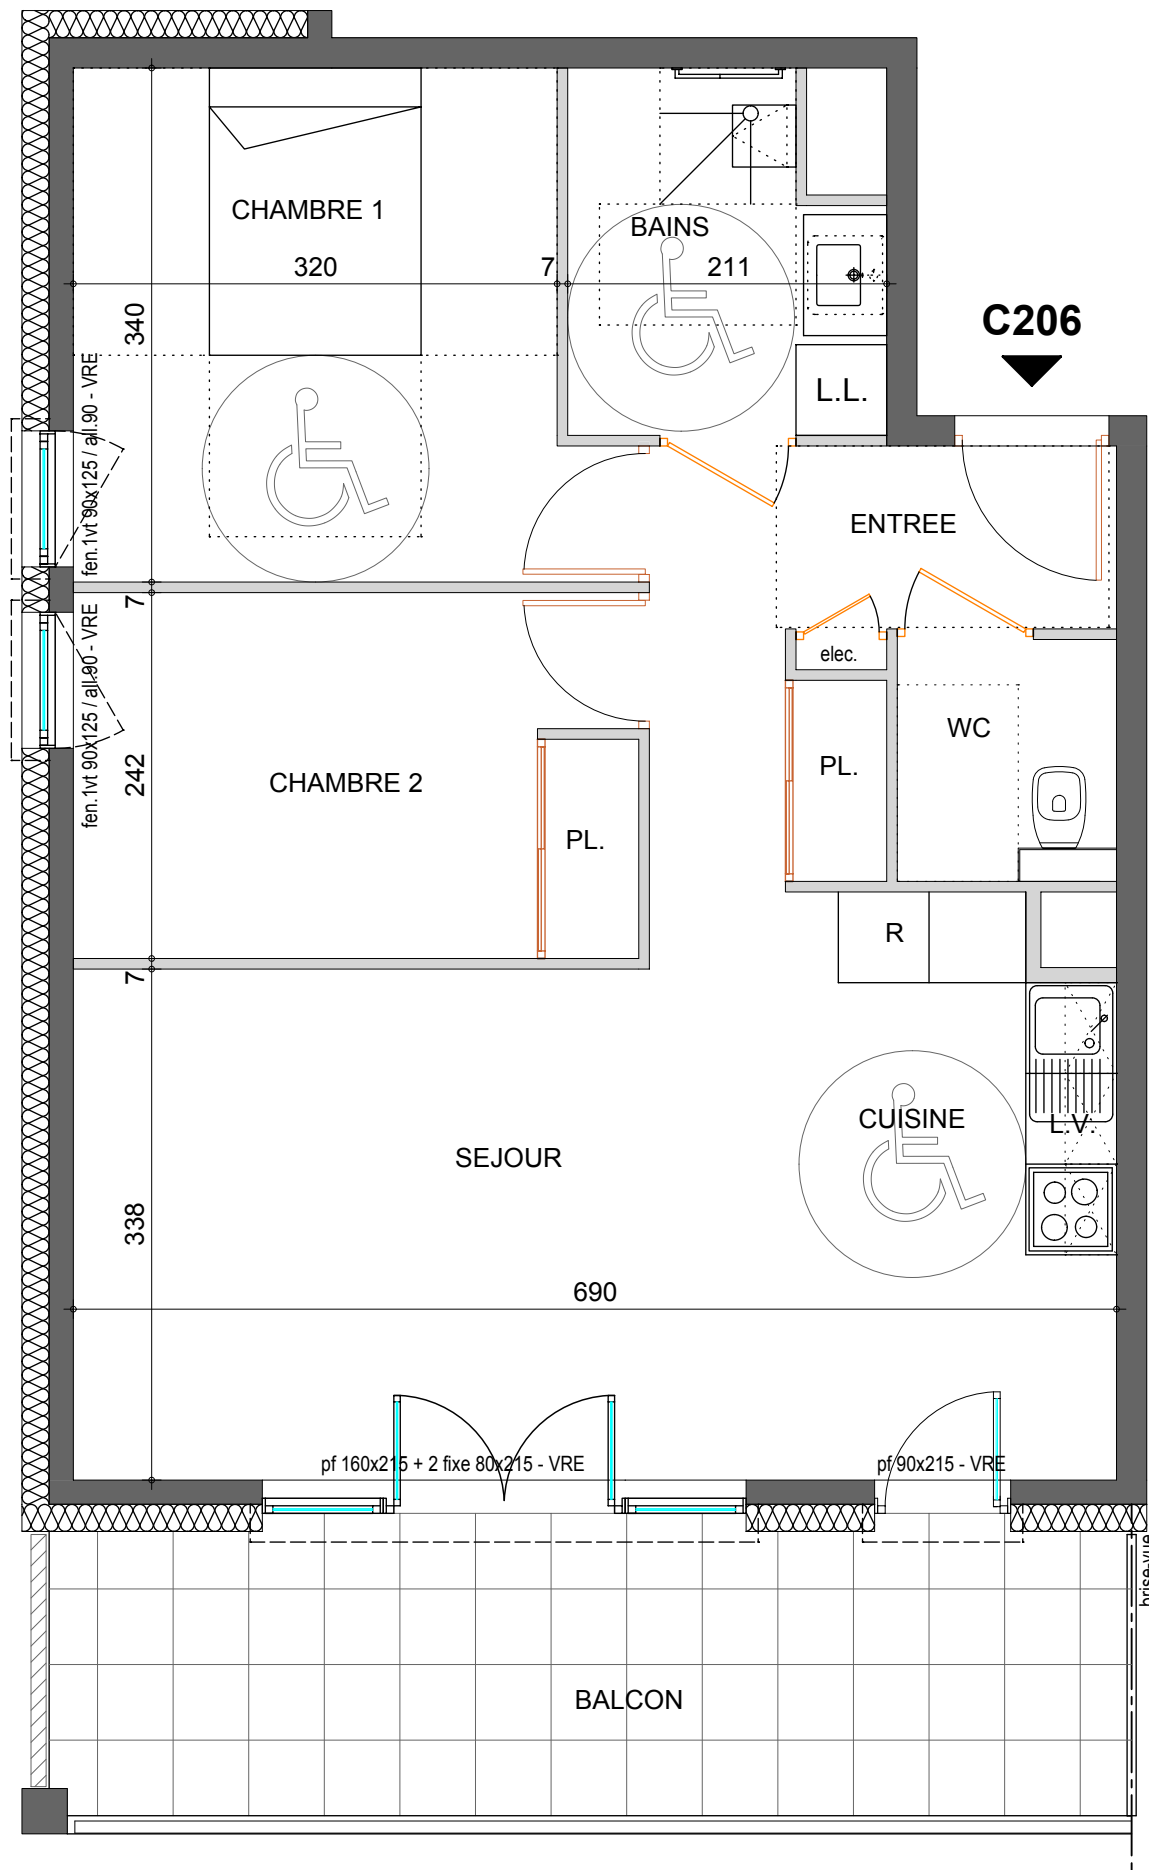 CHAMBRE 1
BAINS
320
7
211
340
C206
L.L.
fen.1vt 90x125 / all.90 - VRE
ENTREE
7
elec.
fen.1vt 90x125 / all.90 - VRE
WC
242
CHAMBRE 2
PL.
PL.
R
7
CUISINE
L.V.
SEJOUR
338
690
pf 160x215 + 2 fixe 80x215 - VRE
pf 90x215 - VRE
brise-vue
BALCON